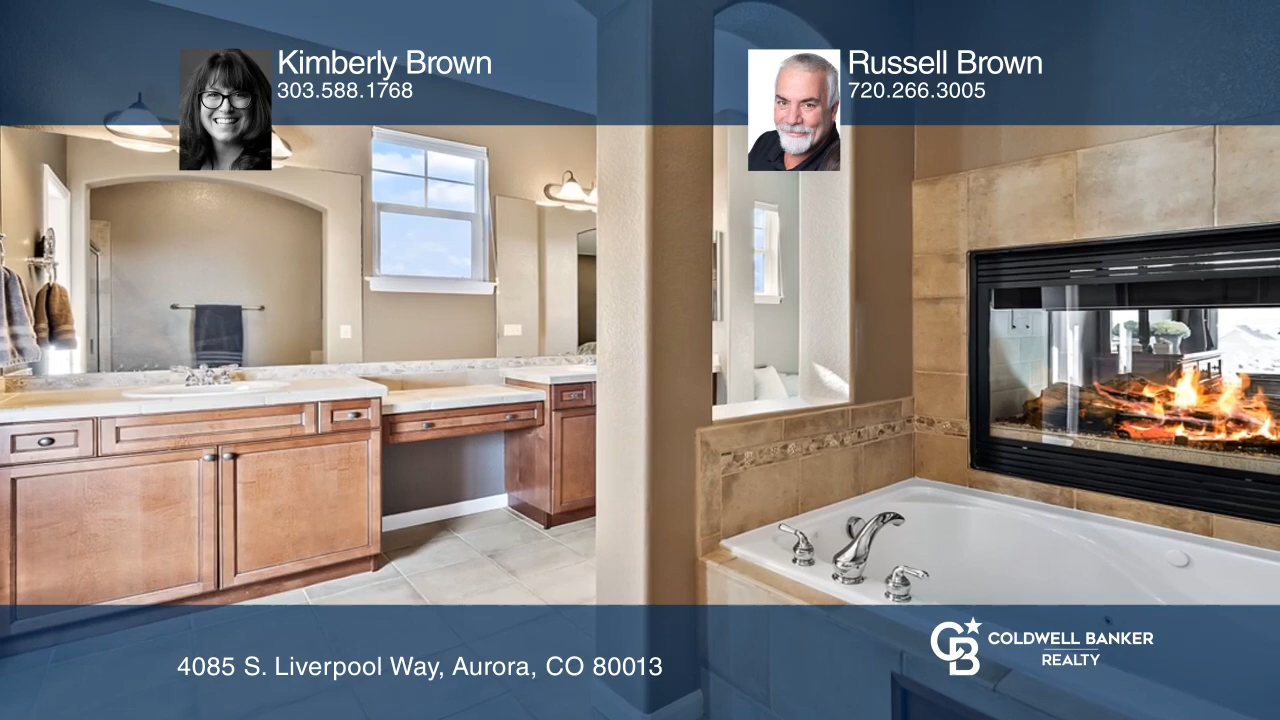 Kimberly Brown
303.588.1768
Russell Brown
720.266.3005
4085 S. Liverpool Way, Aurora, CO 80013
CB
COLDWELL BANKER
REALTY